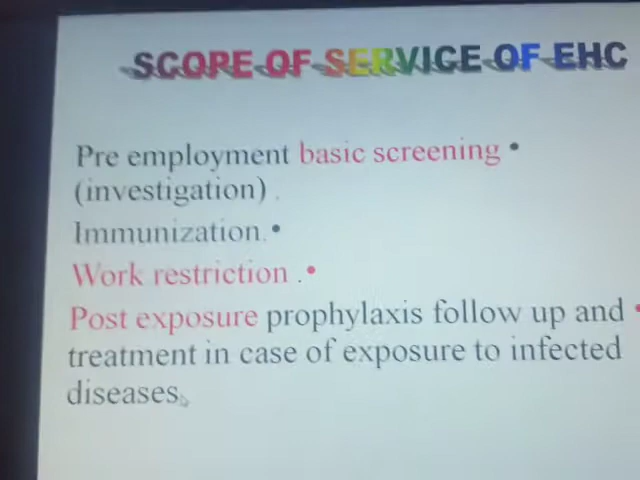 SCOPE OF SERVICE OF EHC
Pre employment basic screening •
(investigation) .
Immunization.•
Work restriction .•
Post exposure prophylaxis follow up and •
treatment in case of exposure to infected
diseases.